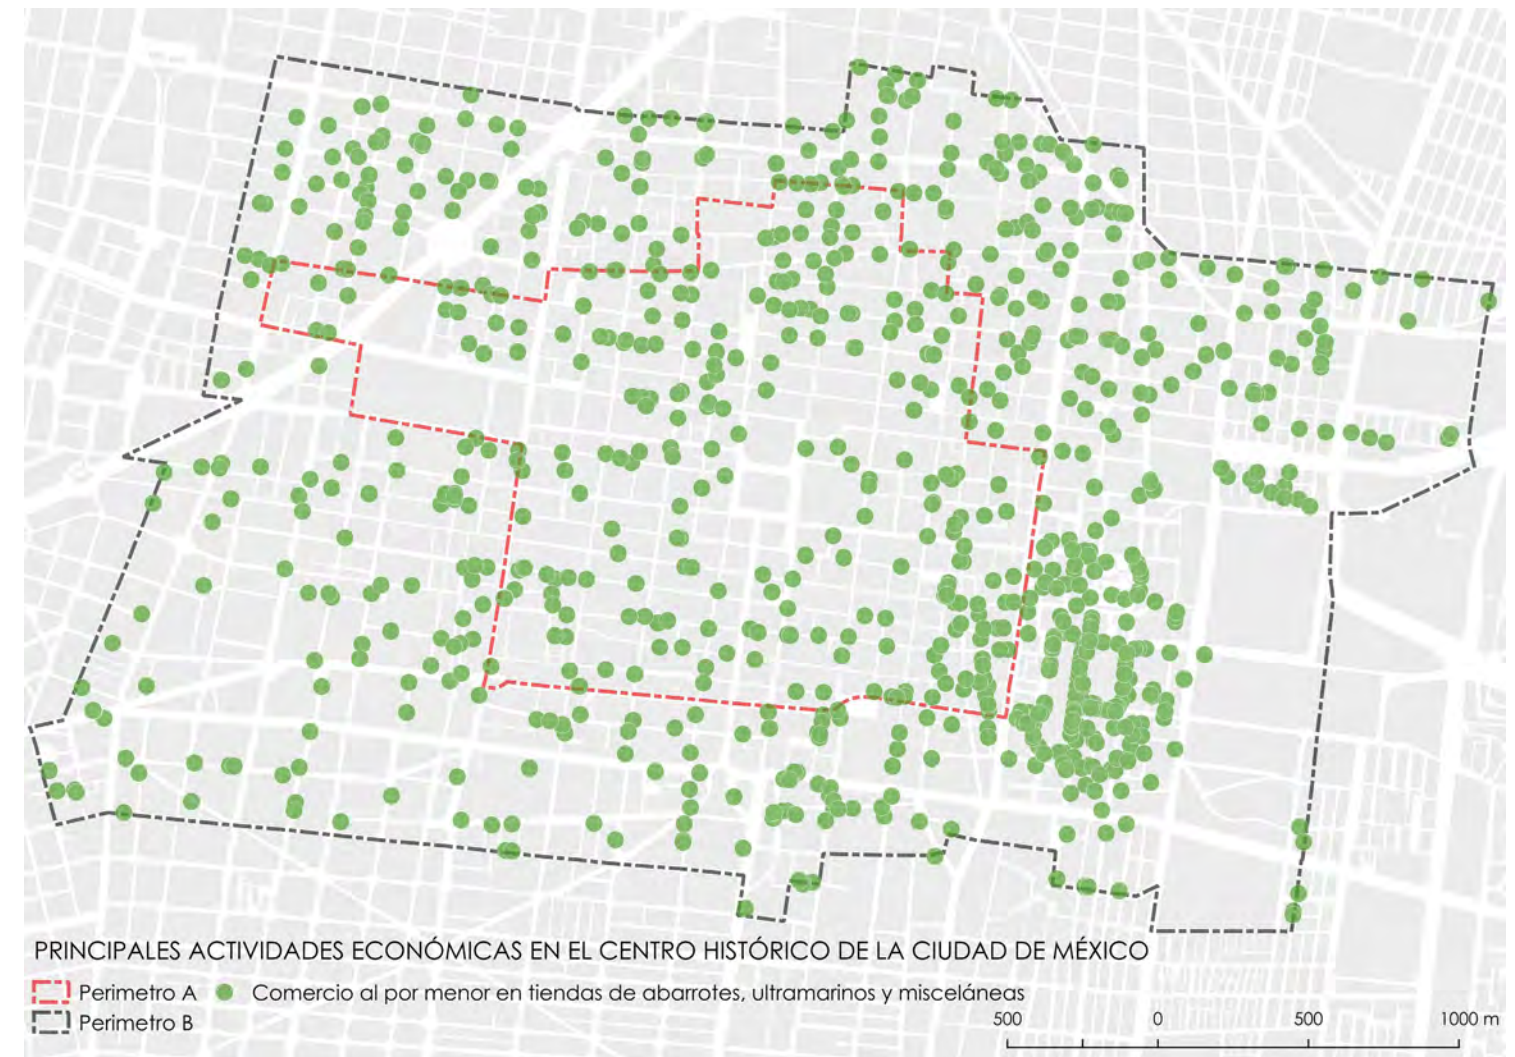 PRINCIPALES ACTIVIDADES ECONÓMICAS EN EL CENTRO HISTÓRICO DE LA CIUDAD DE MÉXICO
Perimetro A Comercio al por menor en tiendas de abarrotes, ultramarinos y misceláneas
Perimetro B
500 0 500 1000 m